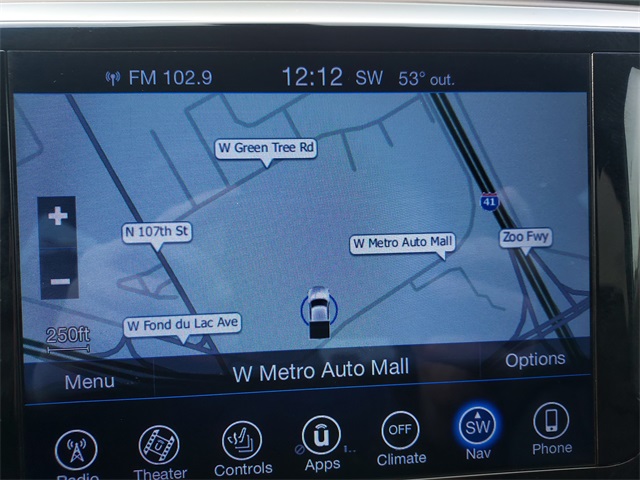 FM 102.9 12:12 SW 53° out.
W Green Tree Rd
41
N 107th St
W Metro Auto Mall
Zoo Fwy
W Fond du Lac Ave
250ft
Menu
W Metro Auto Mall
Options
Radio
Theater
Controls
Apps
OFF
Climate
SW
Nav
Phone